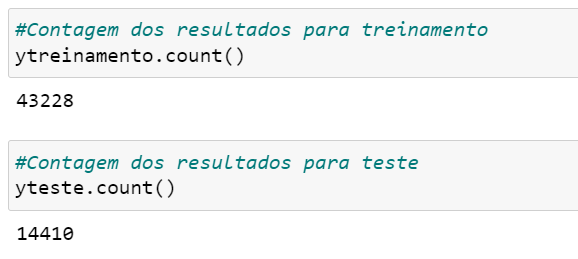 #Contagem dos resultados para treinamento
ytreinamento.count()
43228
#Contagem dos resultados para teste
yteste.count()
14410